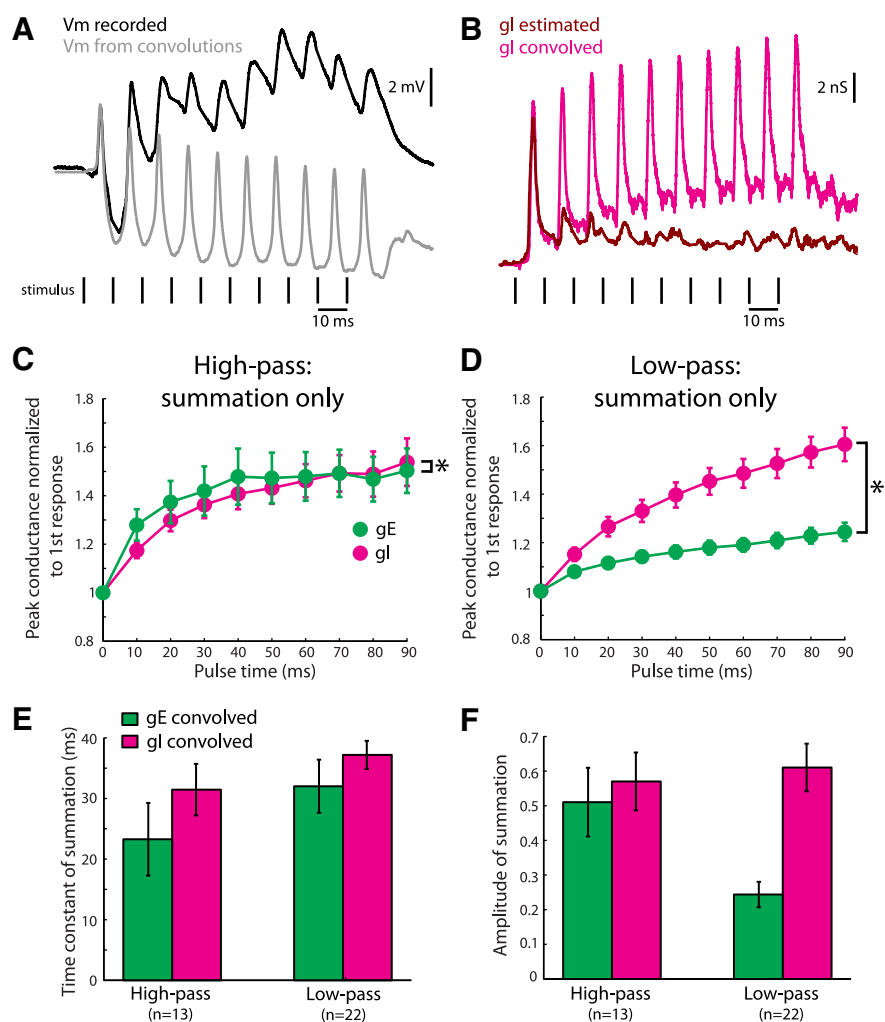 A
Vm recorded
Vm from convolutions
2 mV
stimulus
10 ms
B
gI estimated
gI convolved
2 nS
10 ms
C
High-pass:
summation only
Peak conductance normalized
to 1st response
1.8
1.6
1.4
1.2
1
0.8
*
gE
gI
0 10 20 30 40 50 60 70 80 90
Pulse time (ms)
D
Low-pass:
summation only
Peak conductance normalized
to 1st response
1.8
1.6
1.4
1.2
1
0.8
*
0 10 20 30 40 50 60 70 80 90
Pulse time (ms)
E
gE convolved
gI convolved
Time constant of summation (ms)
40
30
20
10
0
High-pass
(n=13)
Low-pass
(n=22)
F
Amplitude of summation
0.7
0.6
0.5
0.4
0.3
0.2
0.1
0
High-pass
(n=13)
Low-pass
(n=22)